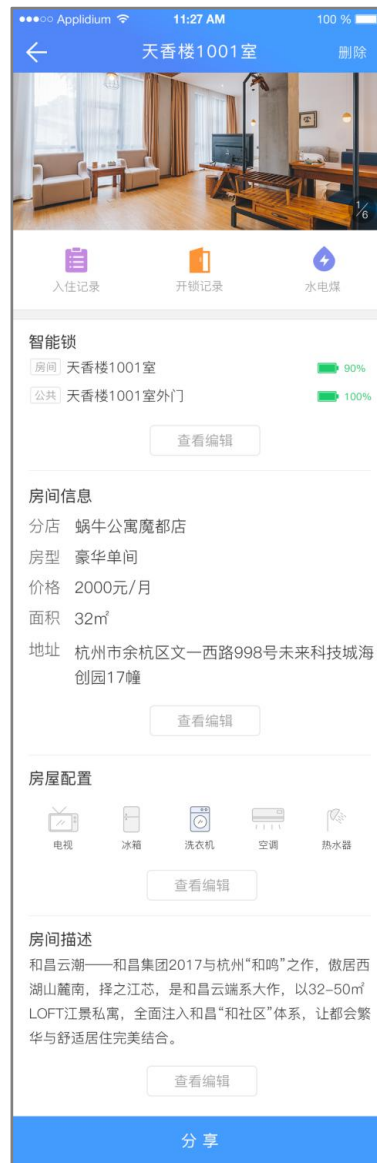 ●●●○○ Applidium 11:27 AM 100 %
天香楼1001室 删除
1/6
入住记录 开锁记录 水电煤
智能锁
房间 天香楼1001室 90%
公共 天香楼1001室外门 100%
查看编辑
房间信息
分店 蜗牛公寓魔都店
房型 豪华单间
价格 2000元/月
面积 32㎡
地址 杭州市余杭区文一西路998号未来科技城海
创园17幢
查看编辑
房屋配置
电视 冰箱 洗衣机 空调 热水器
查看编辑
房间描述
和昌云潮——和昌集团2017与杭州“和鸣”之作，傲居西
湖山麓南，择之江芯，是和昌云端系大作，以32-50㎡
LOFT江景私寓，全面注入和昌“和社区”体系，让都会繁
华与舒适居住完美结合。
查看编辑
分享